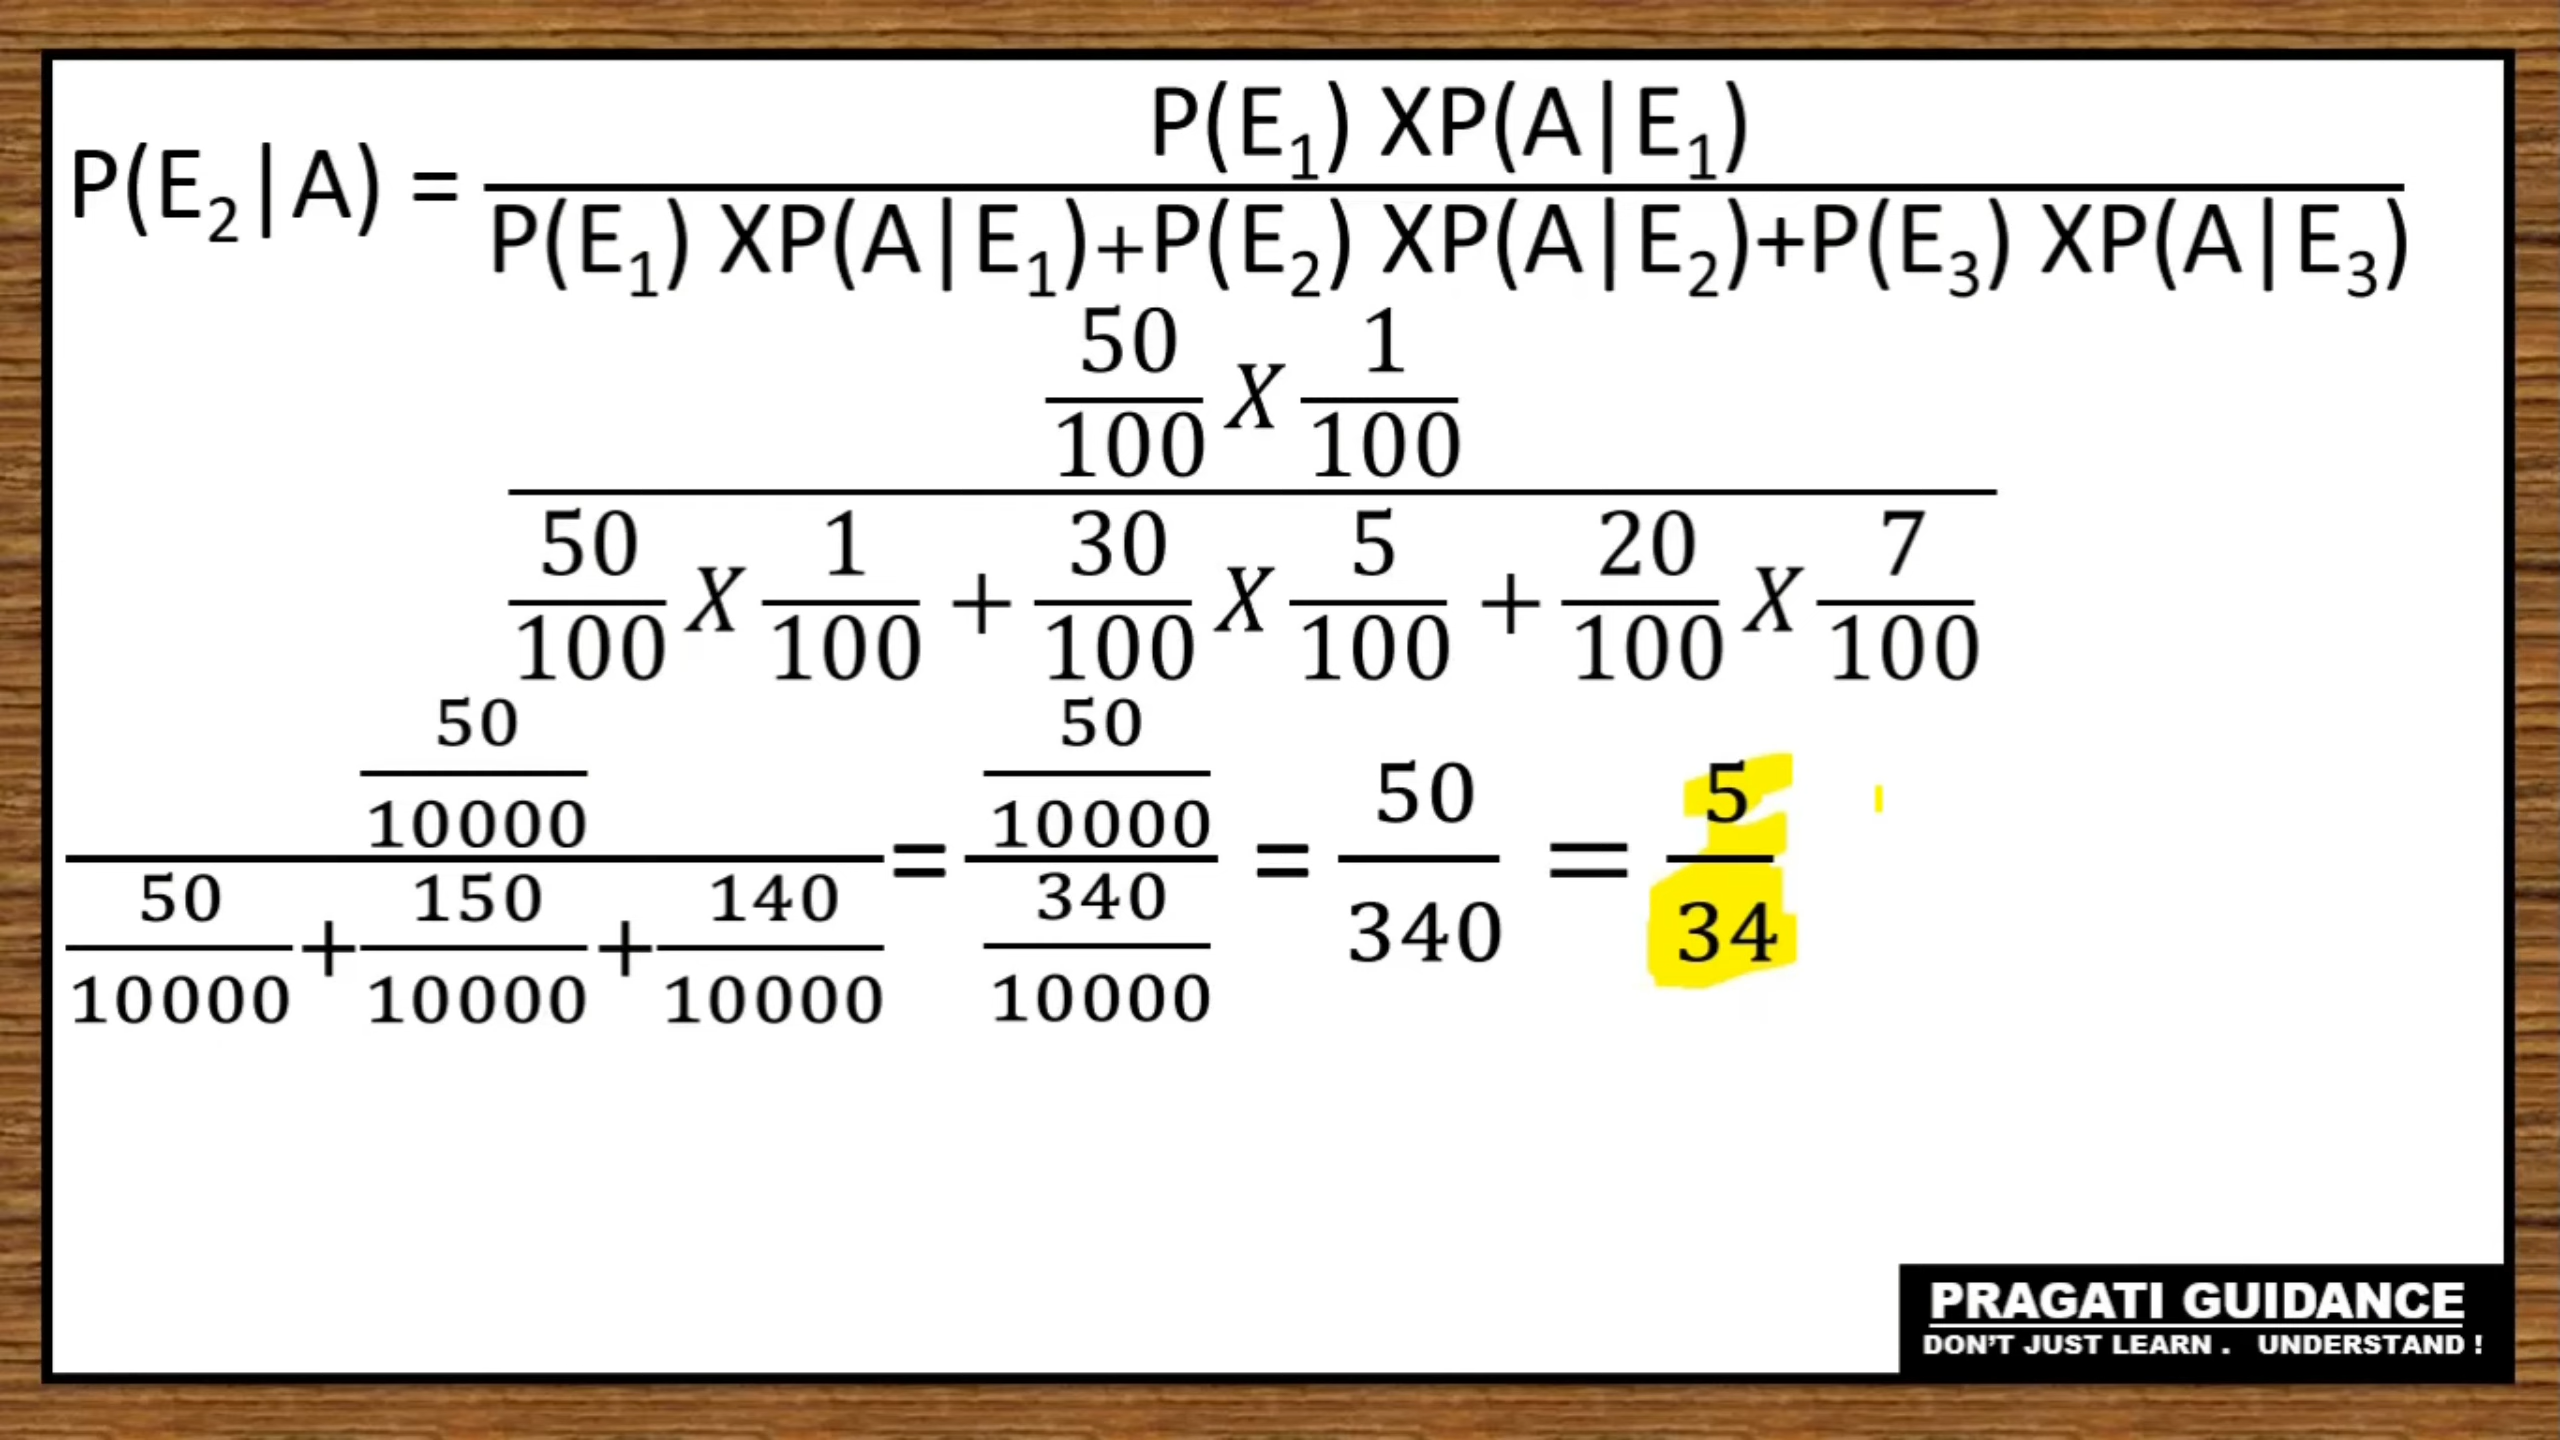 P(E₁) XP(A|E₁)
P(E₂|A) =
P(E₁) XP(A|E₁)+P(E₂) XP(A|E₂)+P(E₃) XP(A|E₃)
50 1
X
100 100
50 1 30 5 20 7
X + X + X
100 100 100 100 100 100
50 50
10000 10000 50 5
= = =
50 150 140 340 340 34
+ +
10000 10000 10000 10000
PRAGATI GUIDANCE
DON'T JUST LEARN . UNDERSTAND !